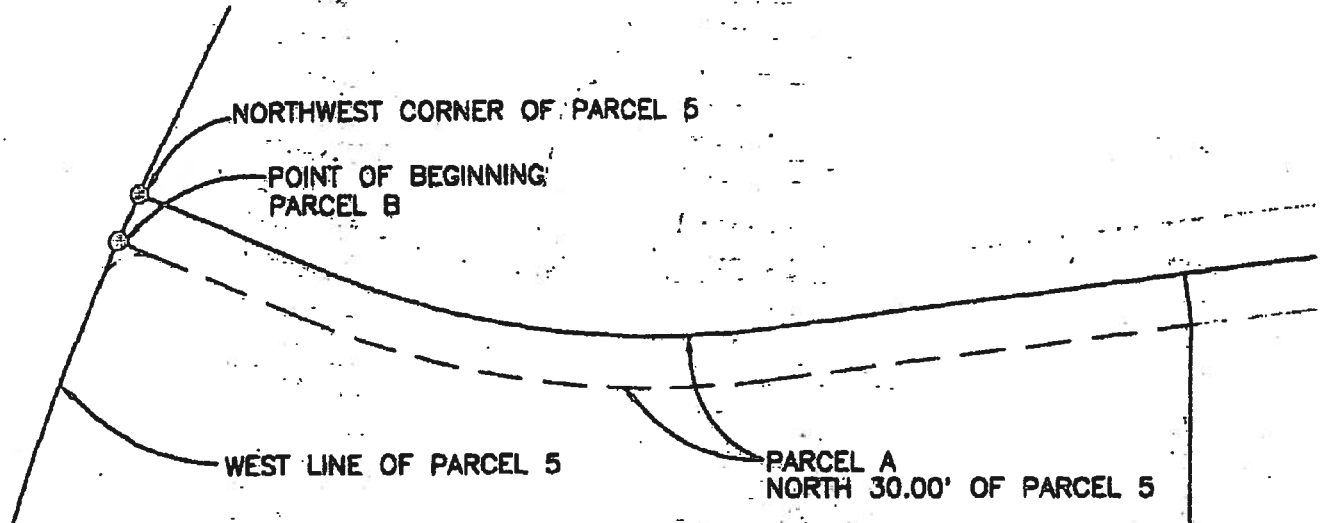 NORTHWEST CORNER OF PARCEL 5
POINT OF BEGINNING
PARCEL B
WEST LINE OF PARCEL 5
PARCEL A
NORTH 30.00' OF PARCEL 5